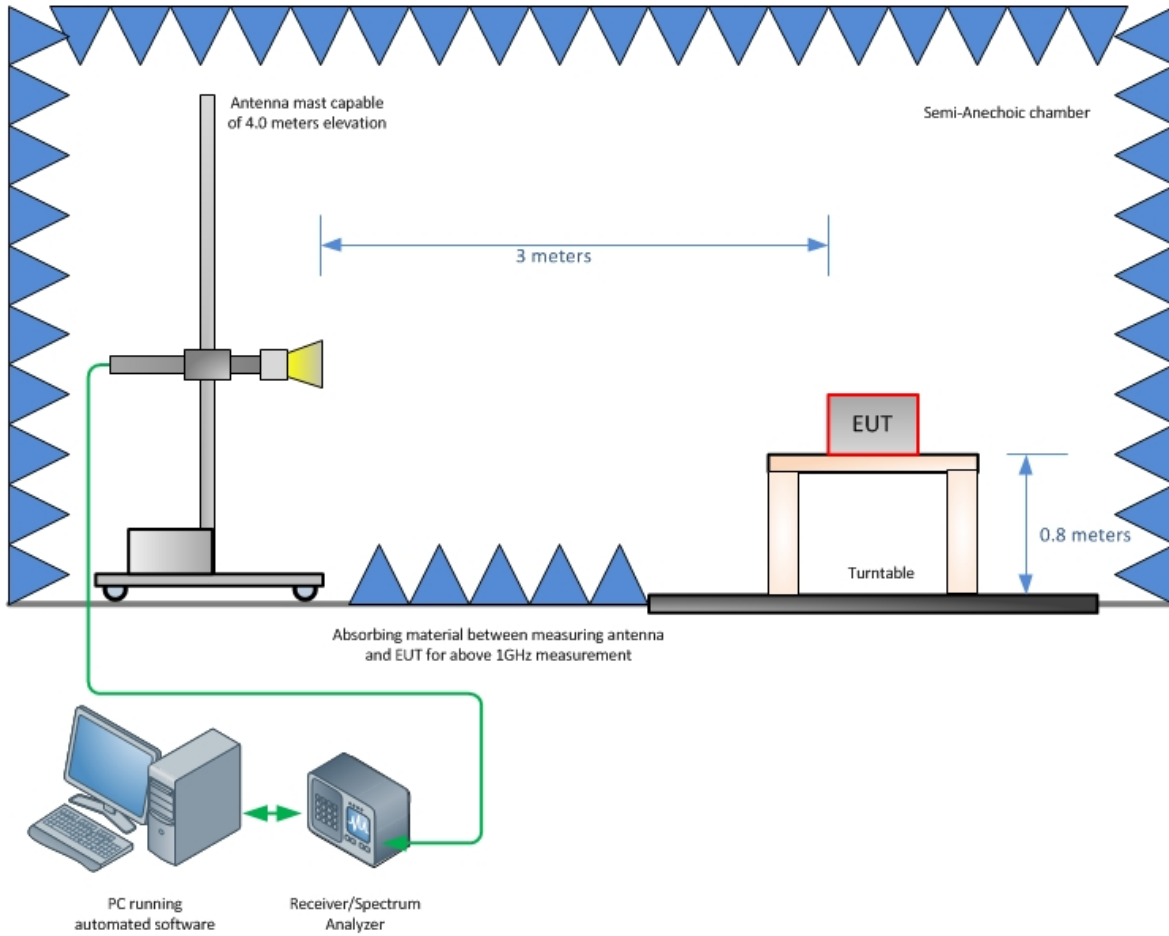 Antenna mast capable
of 4.0 meters elevation
Semi-Anechoic chamber
3 meters
EUT
0.8 meters
Turntable
Absorbing material between measuring antenna
and EUT for above 1GHz measurement
PC running
automated software
Receiver/Spectrum
Analyzer